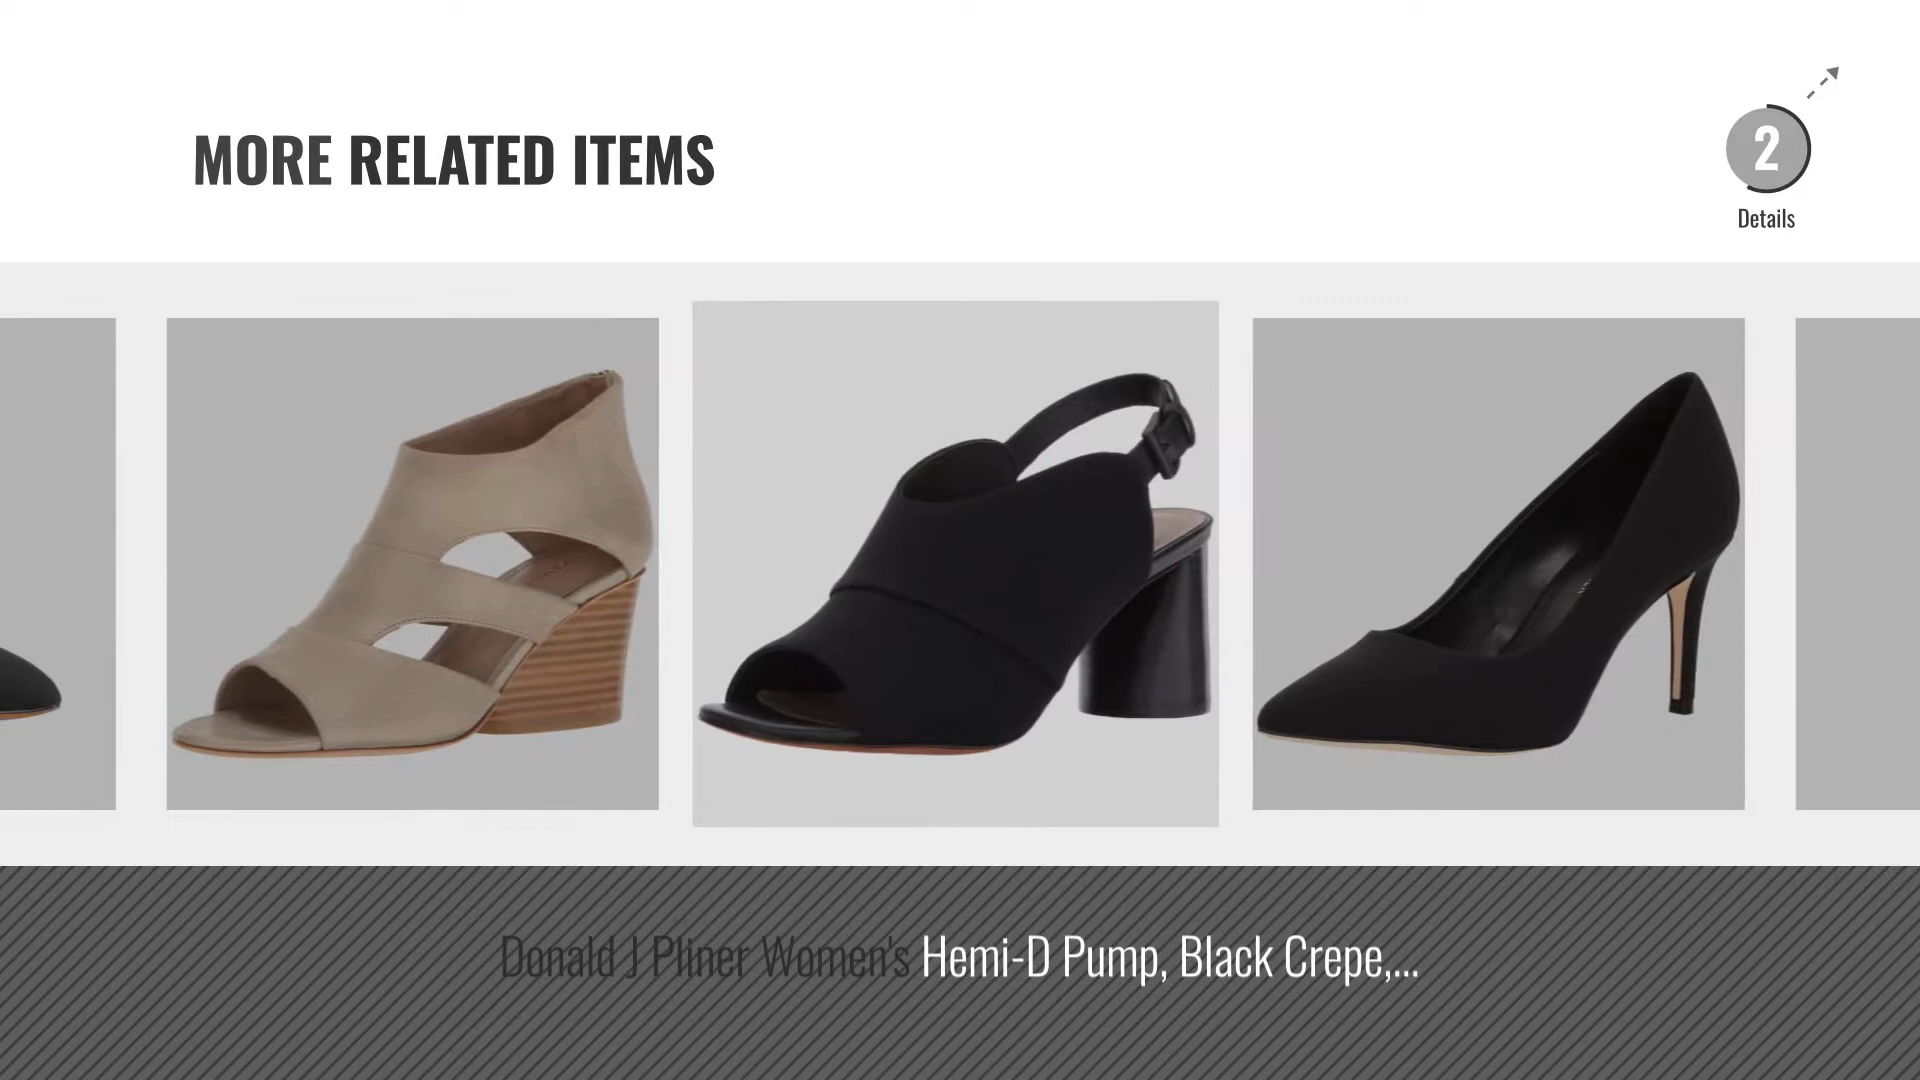 MORE RELATED ITEMS
2
Details
Donald J Pliner Women's Hemi-D Pump, Black Crepe,...